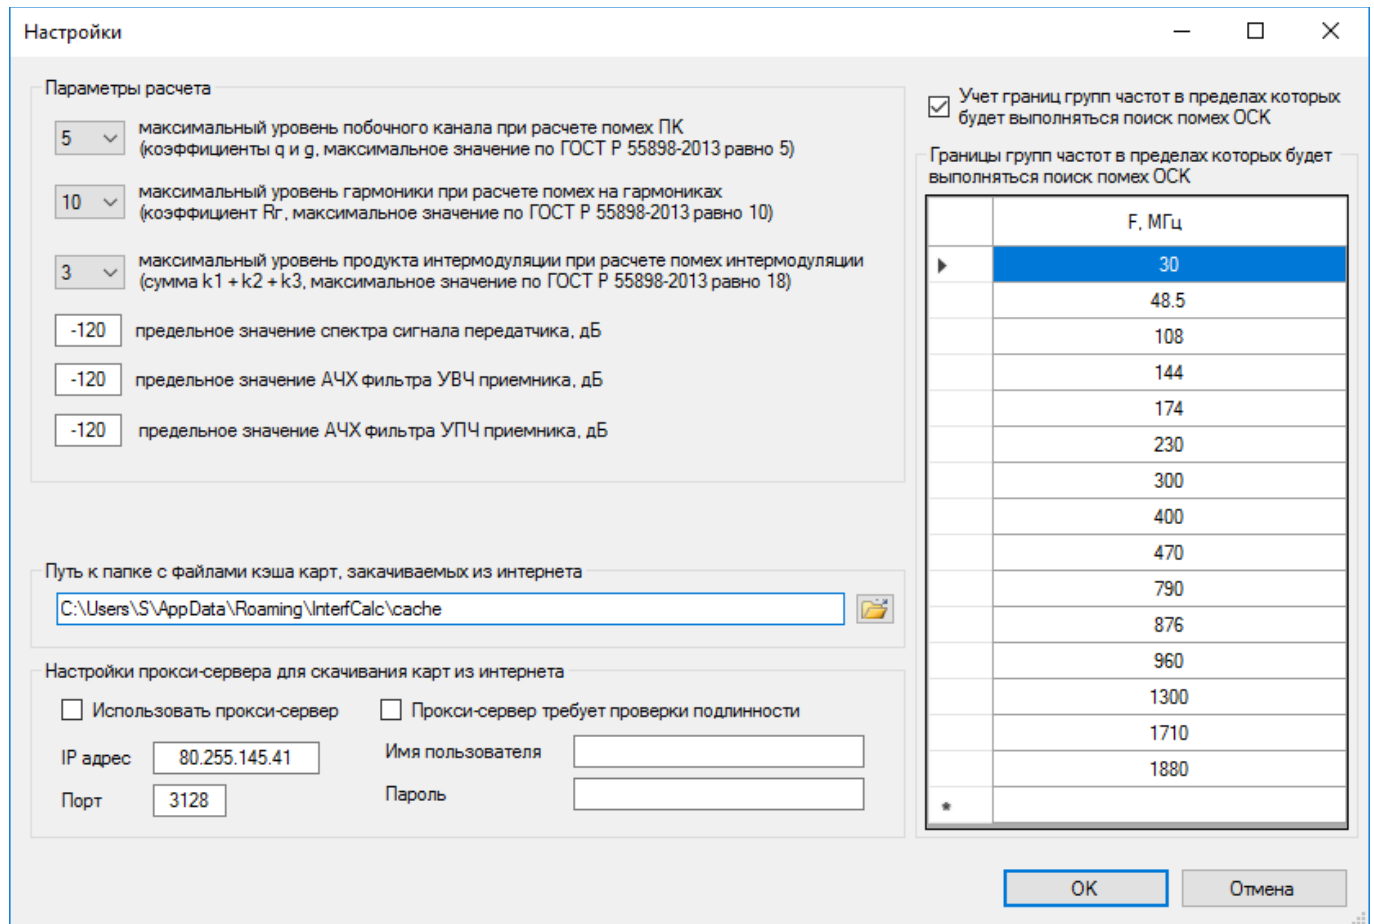 Настройки
Параметры расчета
5
максимальный уровень побочного канала при расчете помех ПК
(коэффициенты q и g, максимальное значение по ГОСТ Р 55898-2013 равно 5)
10
максимальный уровень гармоники при расчете помех на гармониках
(коэффициент Rг, максимальное значение по ГОСТ Р 55898-2013 равно 10)
3
максимальный уровень продукта интермодуляции при расчете помех интермодуляции
(сумма k1 + k2 + k3, максимальное значение по ГОСТ Р 55898-2013 равно 18)
-120 предельное значение спектра сигнала передатчика, дБ
-120 предельное значение АЧХ фильтра УВЧ приемника, дБ
-120 предельное значение АЧХ фильтра УПЧ приемника, дБ
Путь к папке с файлами кэша карт, закачиваемых из интернета
C:\Users\S\AppData\Roaming\InterfCalc\cache
Настройки прокси-сервера для скачивания карт из интернета
Использовать прокси-сервер
Прокси-сервер требует проверки подлинности
IP адрес 80.255.145.41
Имя пользователя
Порт 3128
Пароль
Учет границ групп частот в пределах которых
будет выполняться поиск помех ОСК
Границы групп частот в пределах которых будет
выполняться поиск помех ОСК
F, МГц
30
48.5
108
144
174
230
300
400
470
790
876
960
1300
1710
1880
*
OK
Отмена